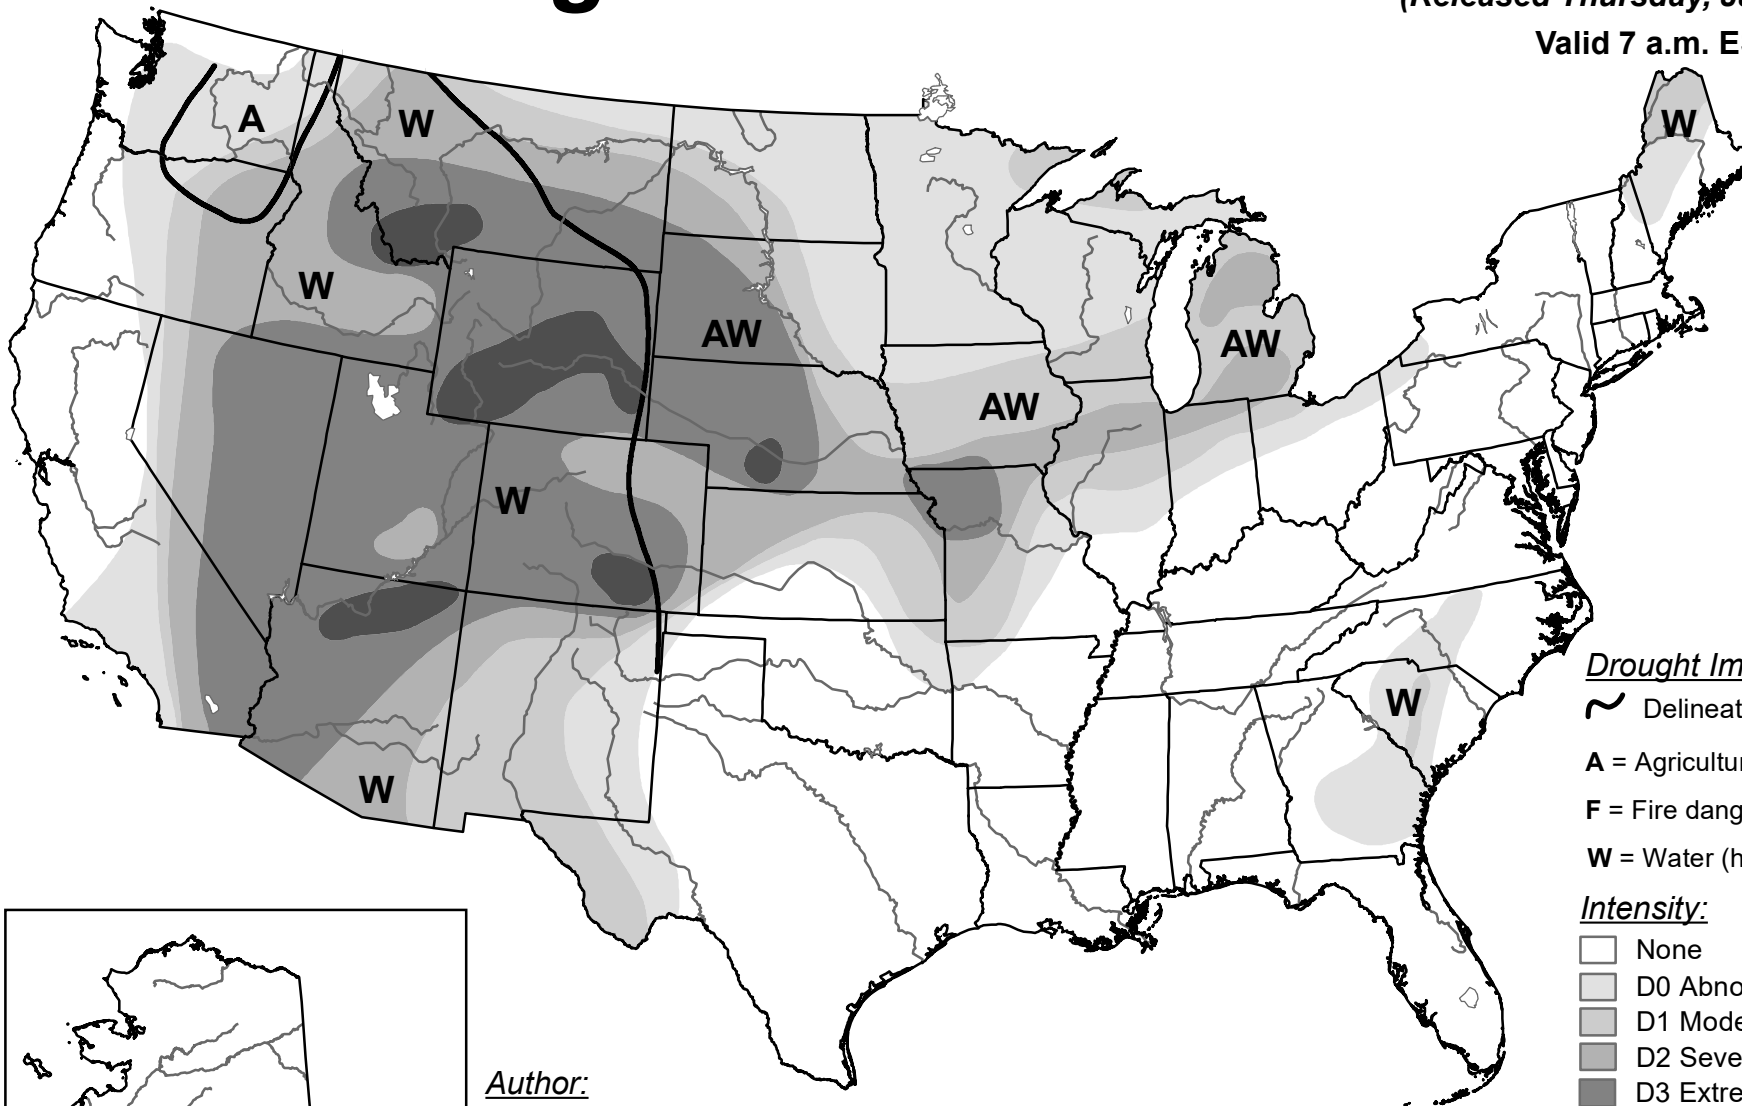 g
(Released Thursday, J
Valid 7 a.m. E
A
W
W
W
AW
AW
AW
W
W
W
W
Drought Im
Delineat
A = Agricultur
F = Fire dang
W = Water (h
Intensity:
None
D0 Abno
D1 Mode
D2 Seve
D3 Extre
Author: